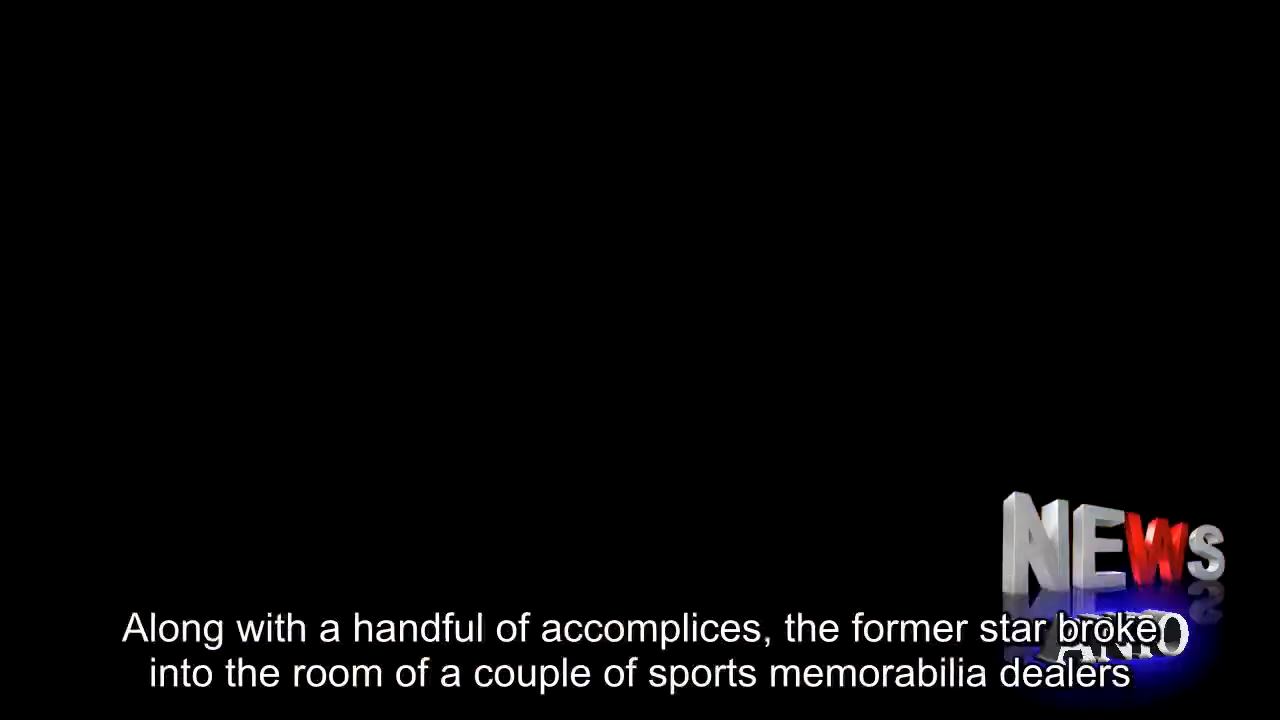 NEWS
Along with a handful of accomplices, the former star broke
into the room of a couple of sports memorabilia dealers